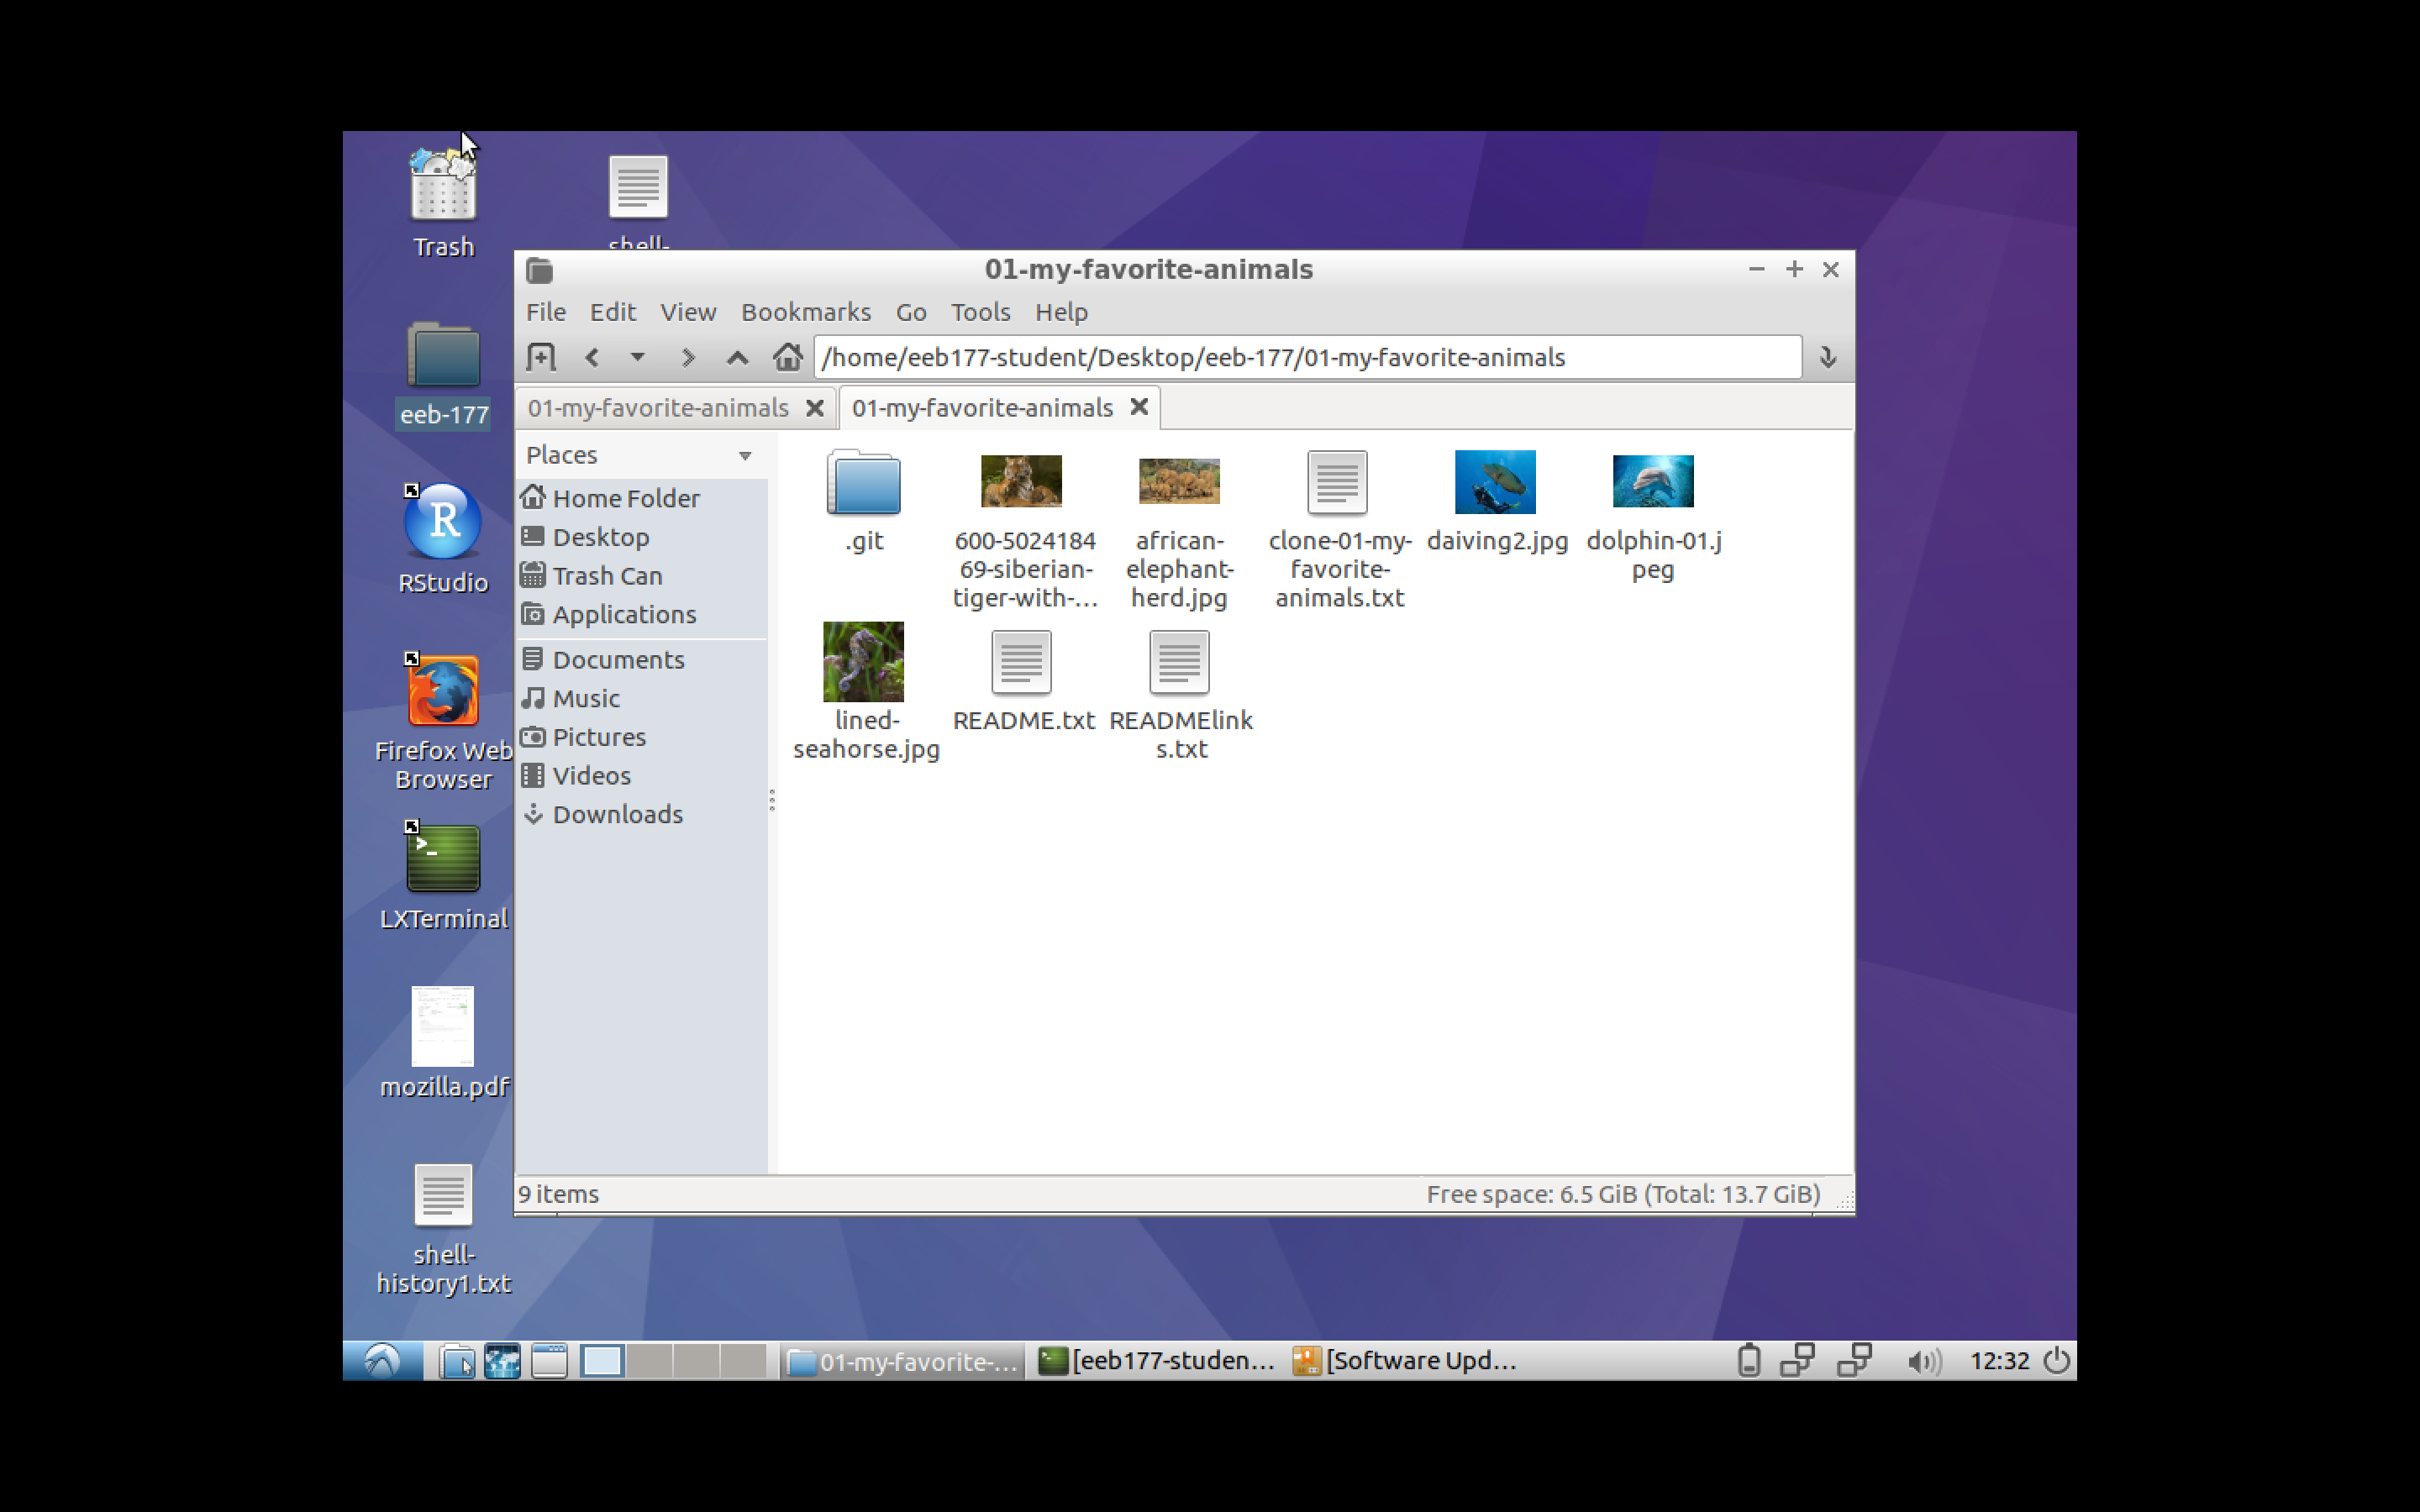 Trash
shell-
eeb-177
RStudio
Firefox Web
Browser
LXTerminal
mozilla.pdf
shell-
history1.txt
01-my-favorite-animals
File Edit View Bookmarks Go Tools Help
/home/eeb177-student/Desktop/eeb-177/01-my-favorite-animals
01-my-favorite-animals
01-my-favorite-animals
Places
Home Folder
Desktop
Trash Can
Applications
Documents
Music
Pictures
Videos
Downloads
.git
600-5024184
69-siberian-
tiger-with-...
african-
elephant-
herd.jpg
clone-01-my-
favorite-
animals.txt
daiving2.jpg
dolphin-01.j
peg
lined-
seahorse.jpg
README.txt
READMElink
s.txt
9 items
Free space: 6.5 GiB (Total: 13.7 GiB)
01-my-favorite-...
[eeb177-studen...
[Software Upd...
12:32